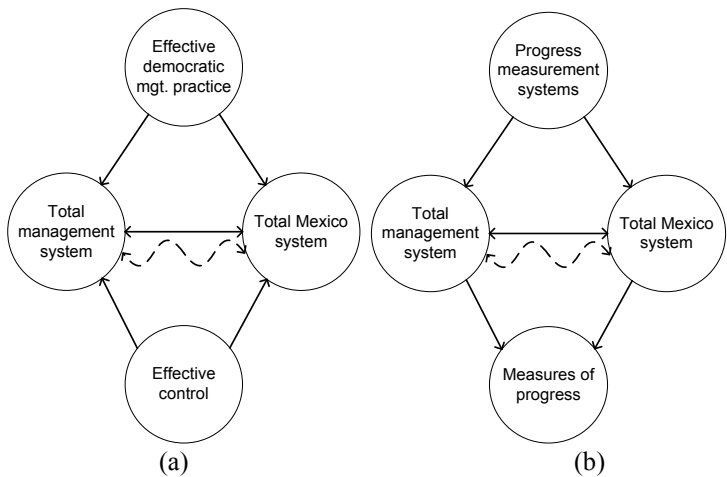 Effective
democratic
mgt. practice
Total
management
system
Total Mexico
system
Effective
control
(a)
Progress
measurement
systems
Total
management
system
Total Mexico
system
Measures of
progress
(b)